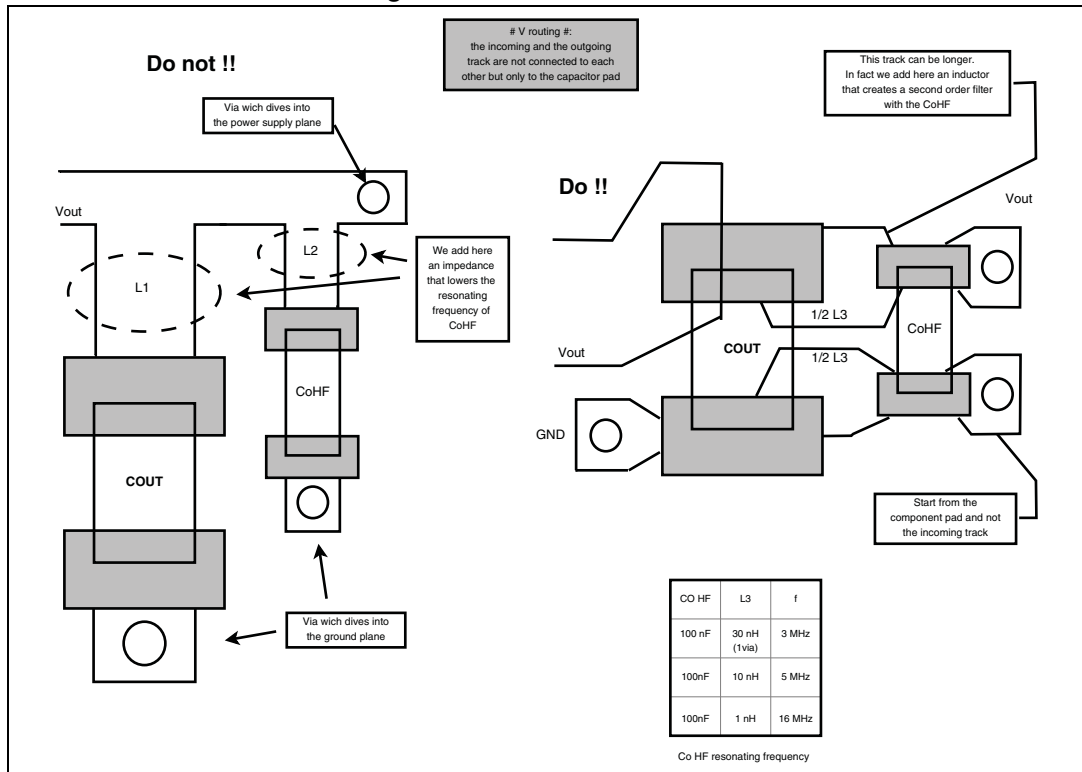 Do not !!
# V routing #:
the incoming and the outgoing
track are not connected to each
other but only to the capacitor pad
This track can be longer.
In fact we add here an inductor
that creates a second order filter
with the CoHF
Via wich dives into
the power supply plane
Do !!
Vout
Vout
L1
L2
We add here
an impedance
that lowers the
resonating
frequency of
CoHF
1/2 L3
CoHF
Vout
COUT
1/2 L3
CoHF
GND
COUT
Start from the
component pad and not
the incoming track
Via wich dives into
the ground plane
CO HF L3 f
100 nF 30 nH
(1via) 3 MHz
100nF 10 nH 5 MHz
100nF 1 nH 16 MHz
Co HF resonating frequency